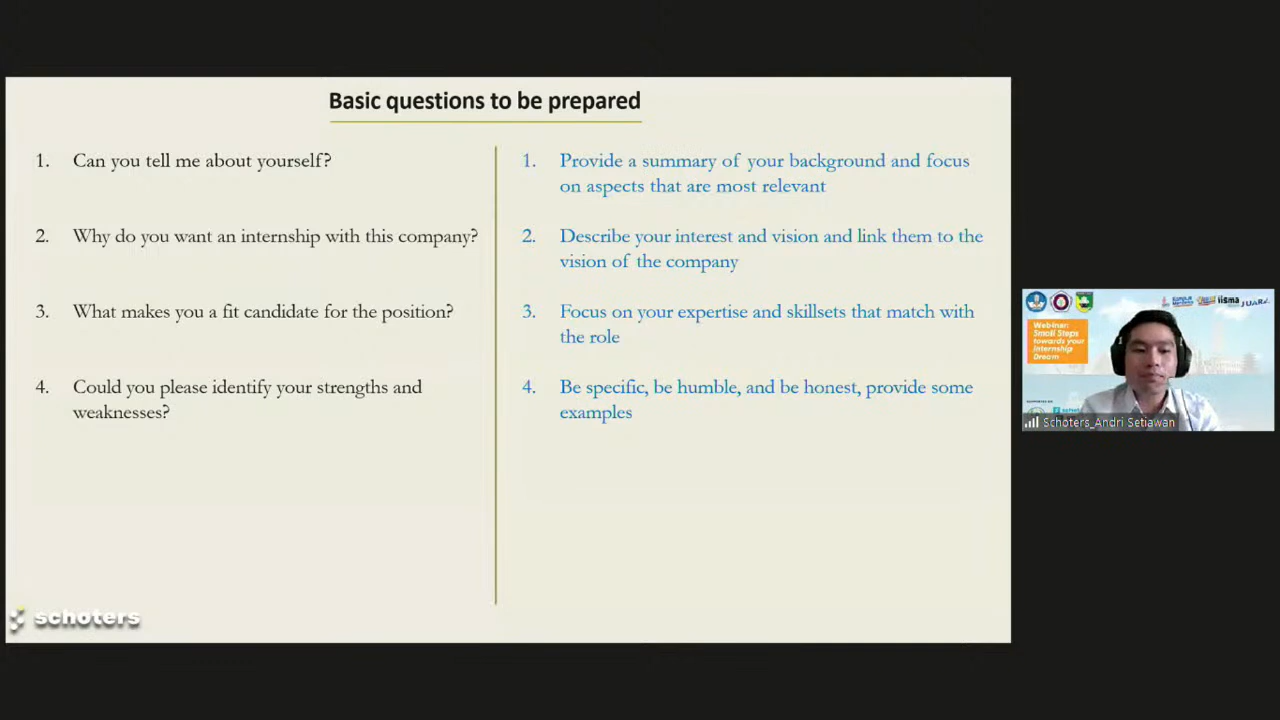 Basic questions to be prepared
1. Can you tell me about yourself?
2. Why do you want an internship with this company?
3. What makes you a fit candidate for the position?
4. Could you please identify your strengths and
weaknesses?
1. Provide a summary of your background and focus
on aspects that are most relevant
2. Describe your interest and vision and link them to the
vision of the company
3. Focus on your expertise and skillsets that match with
the role
4. Be specific, be humble, and be honest, provide some
examples
schoters
iisma
JUARA
Webinar:
Small Steps
towards your
Internship
Dream
Schoters_Andri Setiawan